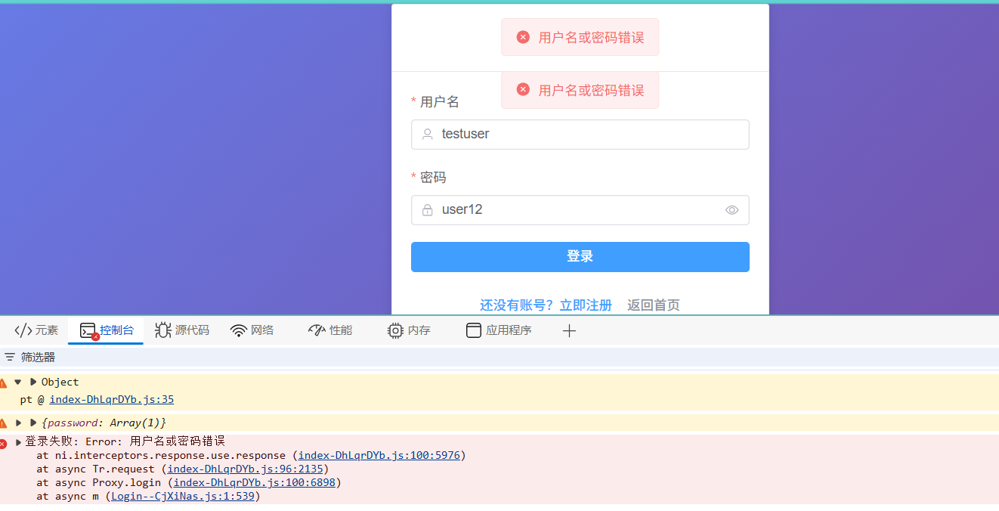 用户名或密码错误
用户名或密码错误
* 用户名
testuser
* 密码
user12
登录
还没有账号？立即注册 返回首页
元素 控制台 源代码 网络 性能 内存 应用程序
筛选器
Object
pt @ index-DhLqrDYb.js:35
{password: Array(1)}
登录失败: Error: 用户名或密码错误
at ni.interceptors.response.use.response (index-DhLqrDYb.js:100:5976)
at async Tr.request (index-DhLqrDYb.js:96:2135)
at async Proxy.login (index-DhLqrDYb.js:100:6898)
at async m (Login--CjXiNas.js:1:539)